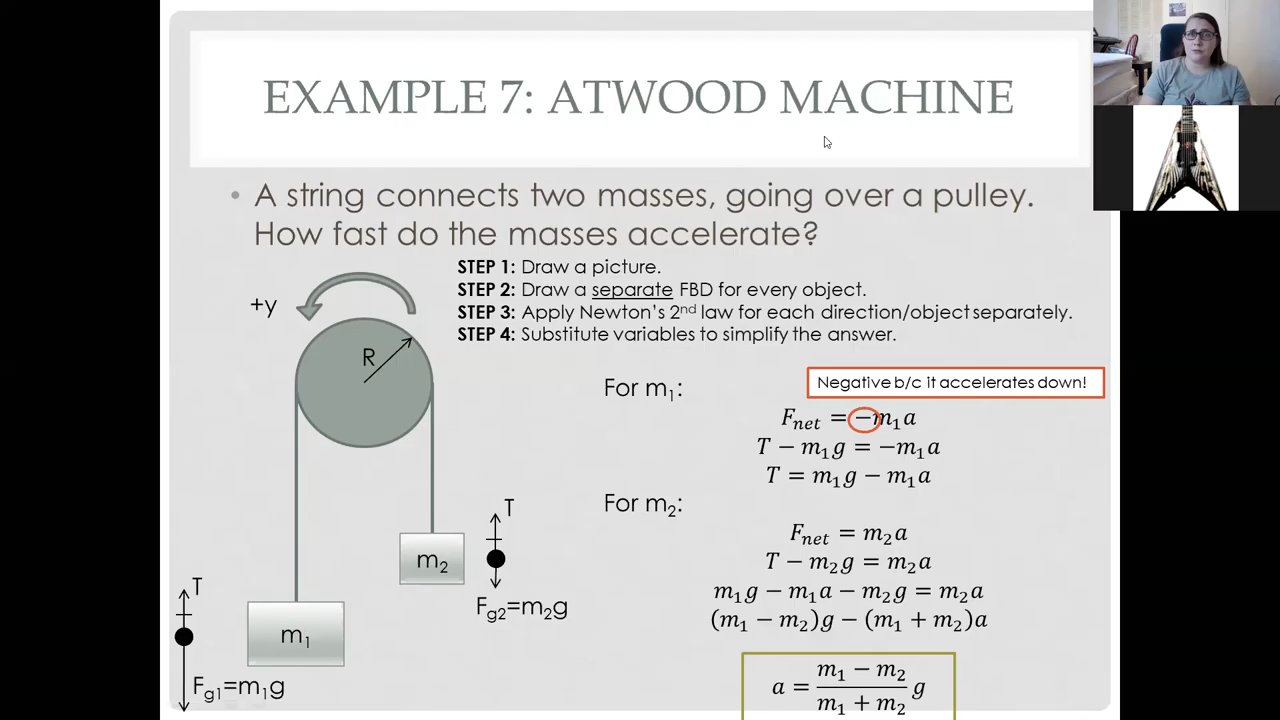 EXAMPLE 7: ATWOOD MACHINE
• A string connects two masses, going over a pulley.
How fast do the masses accelerate?
STEP 1: Draw a picture.
STEP 2: Draw a separate FBD for every object.
STEP 3: Apply Newton's 2nd law for each direction/object separately.
STEP 4: Substitute variables to simplify the answer.
+y
R
For m₁:
Negative b/c it accelerates down!
F_net = −m₁a
T − m₁g = −m₁a
T = m₁g − m₁a
For m₂:
F_net = m₂a
T − m₂g = m₂a
m₁g − m₁a − m₂g = m₂a
(m₁ − m₂)g − (m₁ + m₂)a
a = (m₁ − m₂)/(m₁ + m₂) g
T
m₂
F_g2=m₂g
T
m₁
F_g1=m₁g